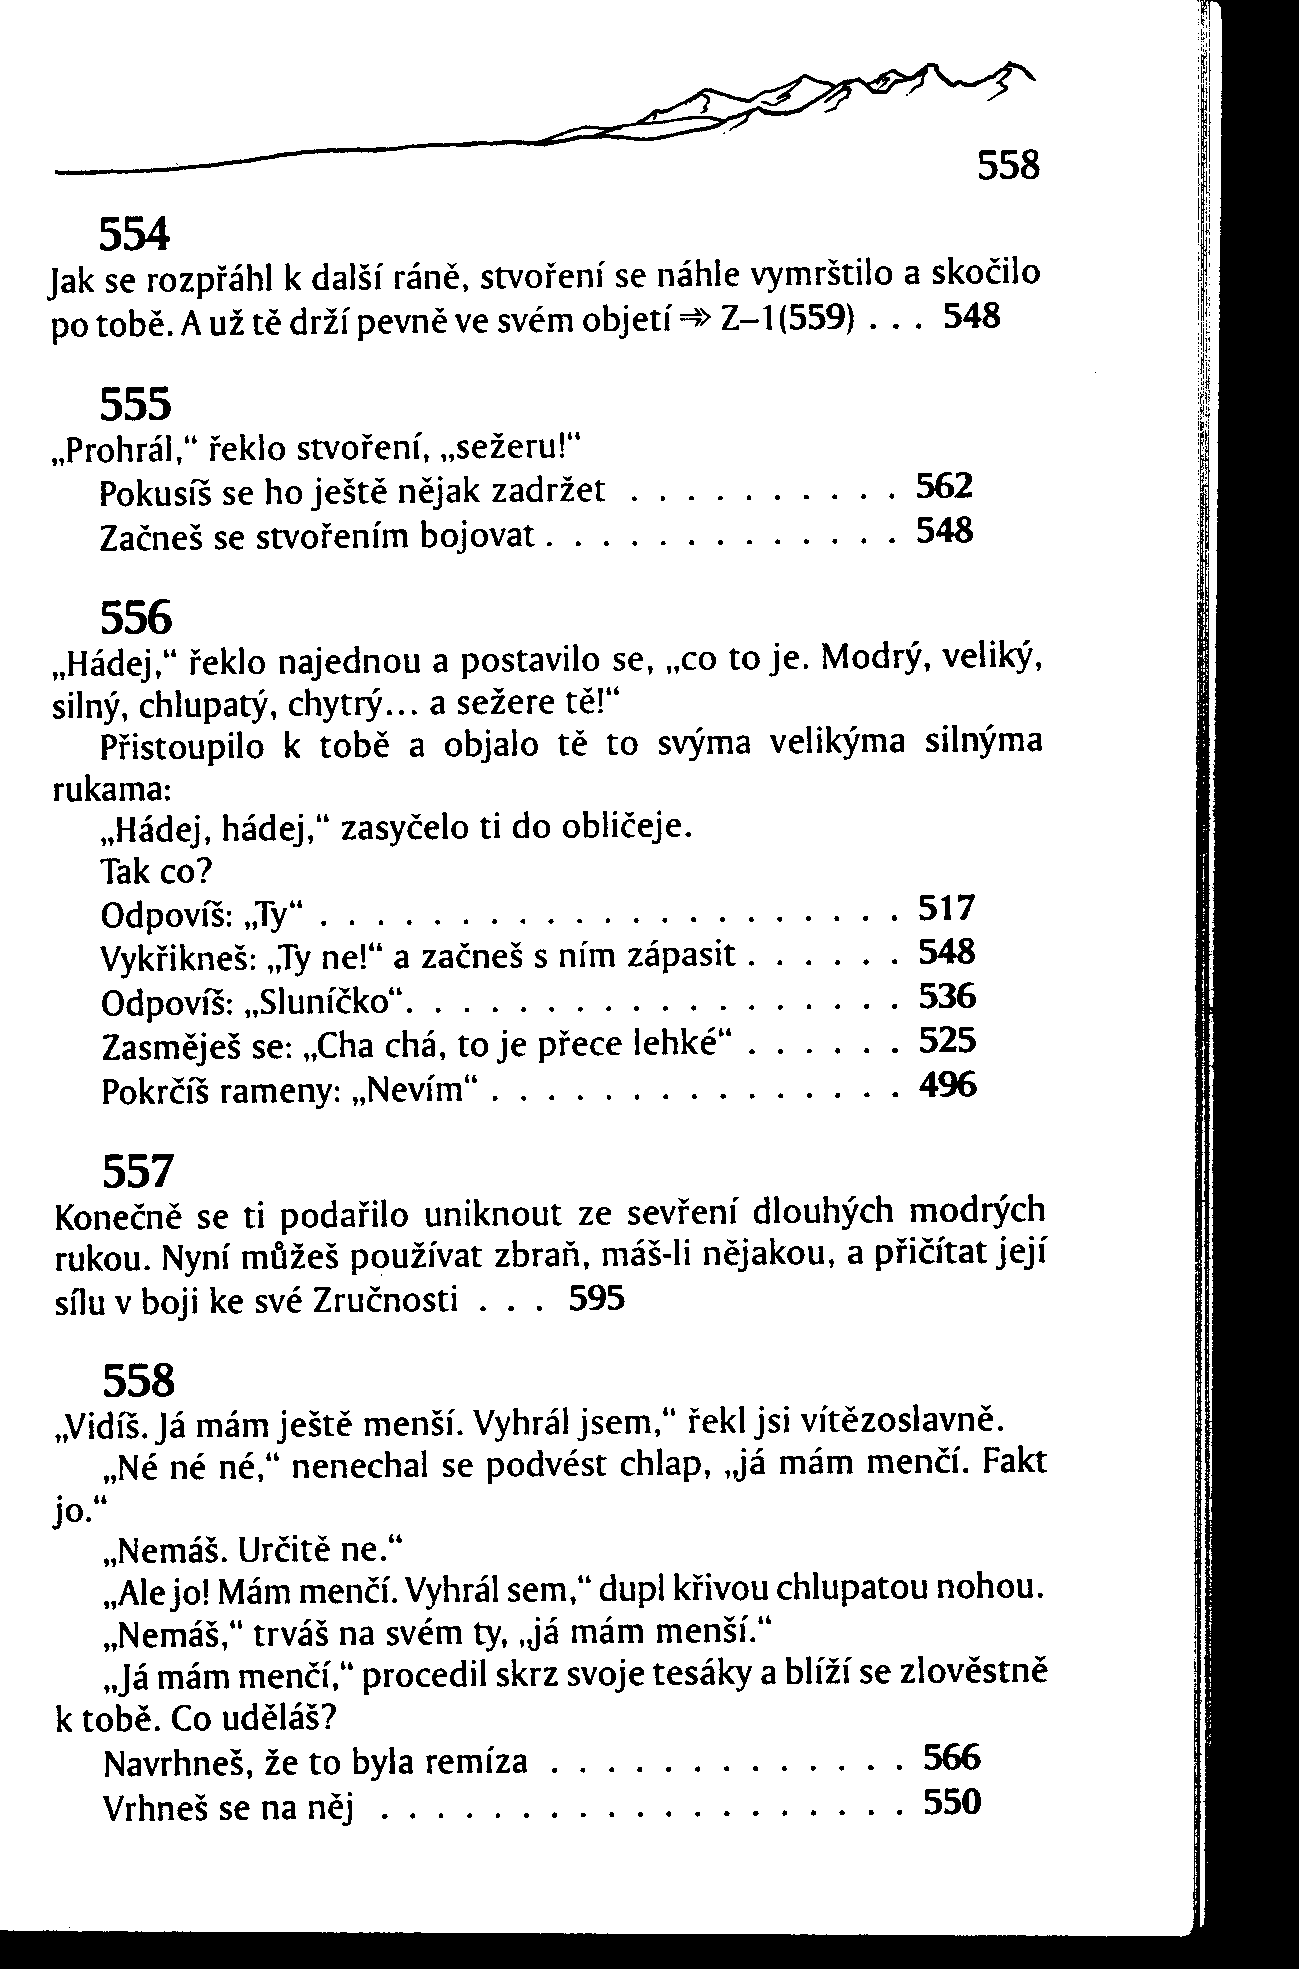 558
554
Jak se rozpřáhl k další ráně, stvoření se náhle vymrštilo a skočilo
po tobě. A už tě drží pevně ve svém objetí ⇒ Z–1(559) . . . 548
555
„Prohrál,“ řeklo stvoření, „sežeru!“
Pokusíš se ho ještě nějak zadržet . . . . . . . . . . 562
Začneš se stvořením bojovat . . . . . . . . . . . . . 548
556
„Hádej,“ řeklo najednou a postavilo se, „co to je. Modrý, veliký,
silný, chlupatý, chytrý... a sežere tě!“
Přistoupilo k tobě a objalo tě to svýma velikýma silnýma
rukama:
„Hádej, hádej,“ zasyčelo ti do obličeje.
Tak co?
Odpovíš: „Ty“ . . . . . . . . . . . . . . . . . . . . . 517
Vykřikneš: „Ty ne!“ a začneš s ním zápasit . . . . . . 548
Odpovíš: „Sluníčko“. . . . . . . . . . . . . . . . . . 536
Zasměješ se: „Cha chá, to je přece lehké“ . . . . . . 525
Pokrčíš rameny: „Nevím“ . . . . . . . . . . . . . . . 496
557
Konečně se ti podařilo uniknout ze sevření dlouhých modrých
rukou. Nyní můžeš používat zbraň, máš-li nějakou, a přičítat její
sílu v boji ke své Zručnosti . . . 595
558
„Vidíš. Já mám ještě menší. Vyhrál jsem,“ řekl jsi vítězoslavně.
„Né né né,“ nenechal se podvést chlap, „já mám menčí. Fakt
jo.“
„Nemáš. Určitě ne.“
„Ale jo! Mám menčí. Vyhrál sem,“ dupl křivou chlupatou nohou.
„Nemáš,“ trváš na svém ty, „já mám menší.“
„Já mám menčí,“ procedil skrz svoje tesáky a blíží se zlověstně
k tobě. Co uděláš?
Navrhneš, že to byla remíza . . . . . . . . . . . . . 566
Vrhneš se na něj . . . . . . . . . . . . . . . . . . . 550